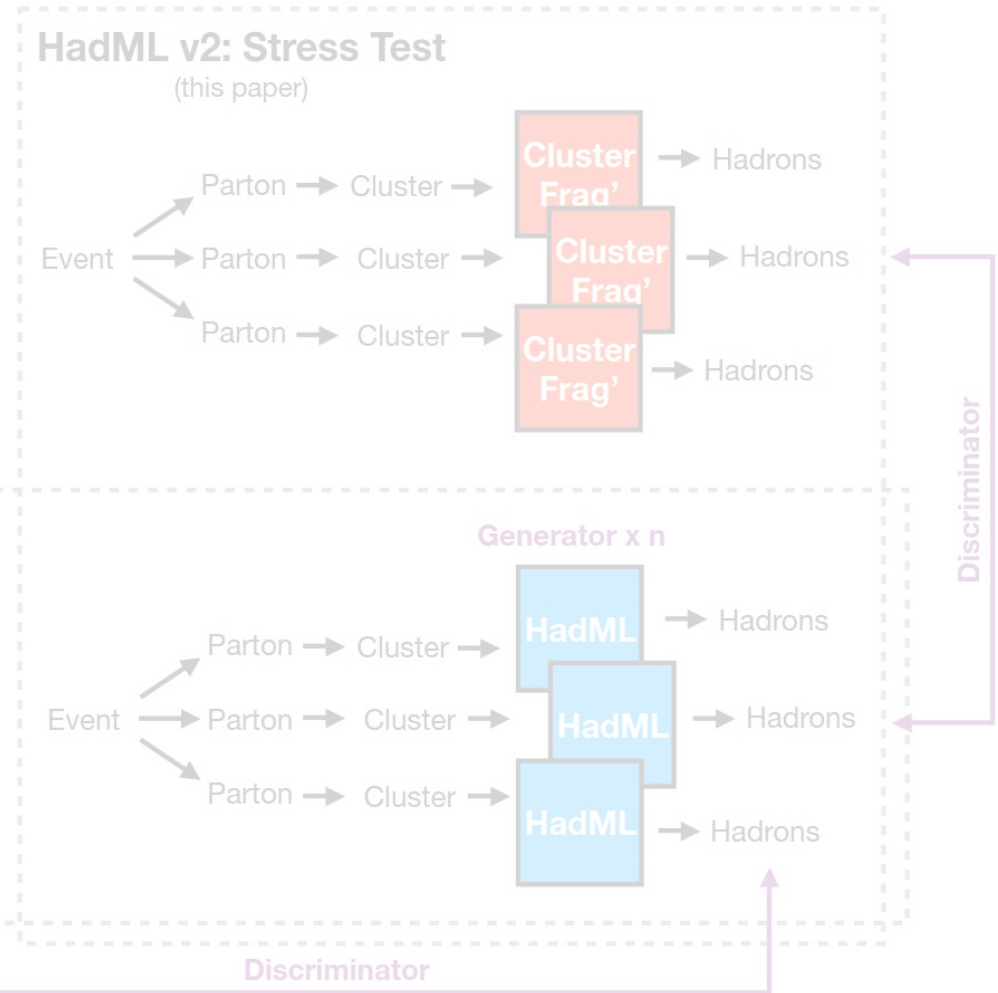 HadML v2: Stress Test
(this paper)
Cluster
Frag’
Hadrons
Parton
Cluster
Event
Parton
Cluster
Cluster
Frag’
Hadrons
Parton
Cluster
Cluster
Frag’
Hadrons
Discriminator
Generator x n
HadML
Hadrons
Parton
Cluster
Event
Parton
Cluster
HadML
Hadrons
Parton
Cluster
HadML
Hadrons
Discriminator